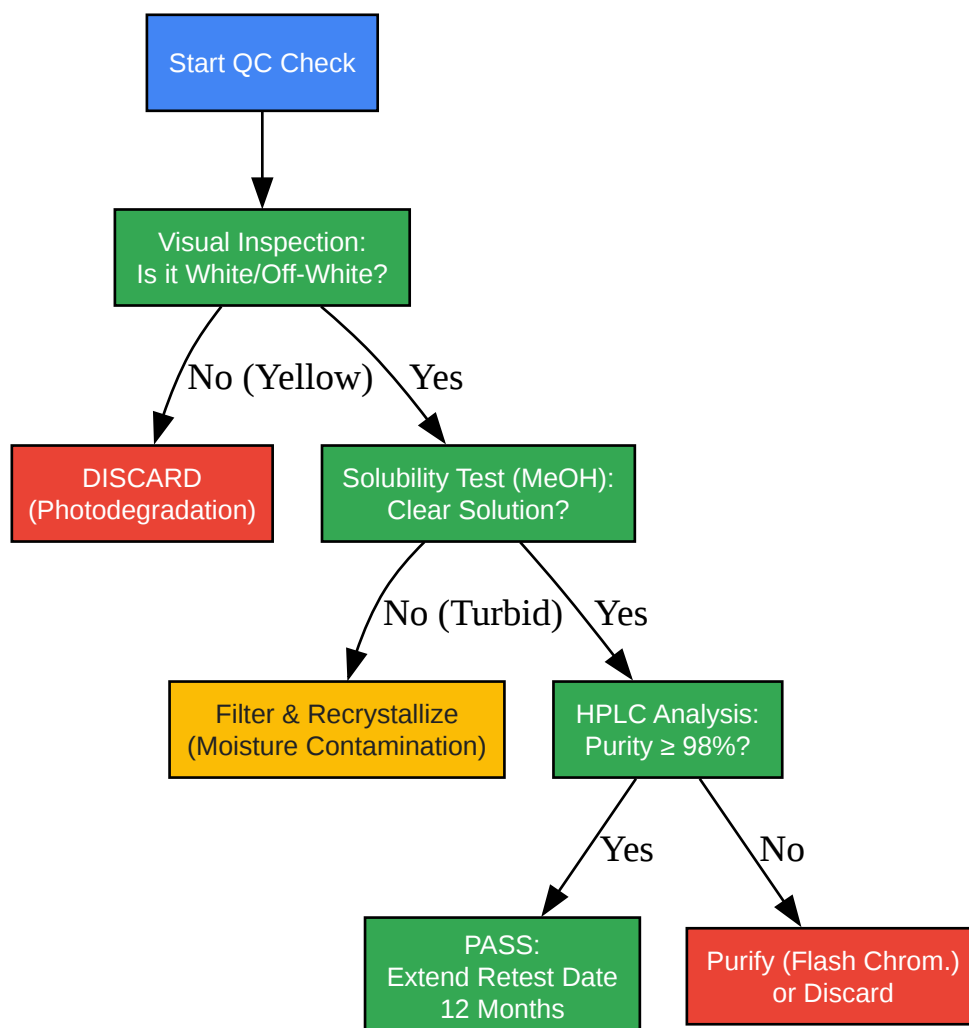 Start QC Check
Visual Inspection:
Is it White/Off-White?
No (Yellow)
Yes
DISCARD
(Photodegradation)
Solubility Test (MeOH):
Clear Solution?
No (Turbid)
Yes
Filter & Recrystallize
(Moisture Contamination)
HPLC Analysis:
Purity ≥ 98%?
Yes
No
PASS:
Extend Retest Date
12 Months
Purify (Flash Chrom.)
or Discard